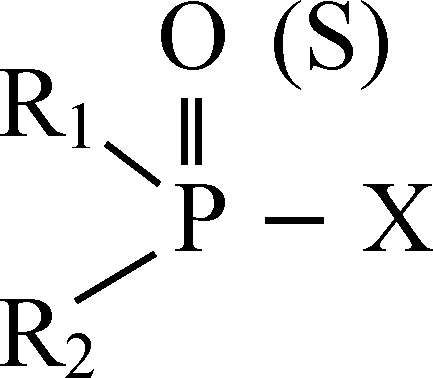 O (S)
R₁
P – X
R₂